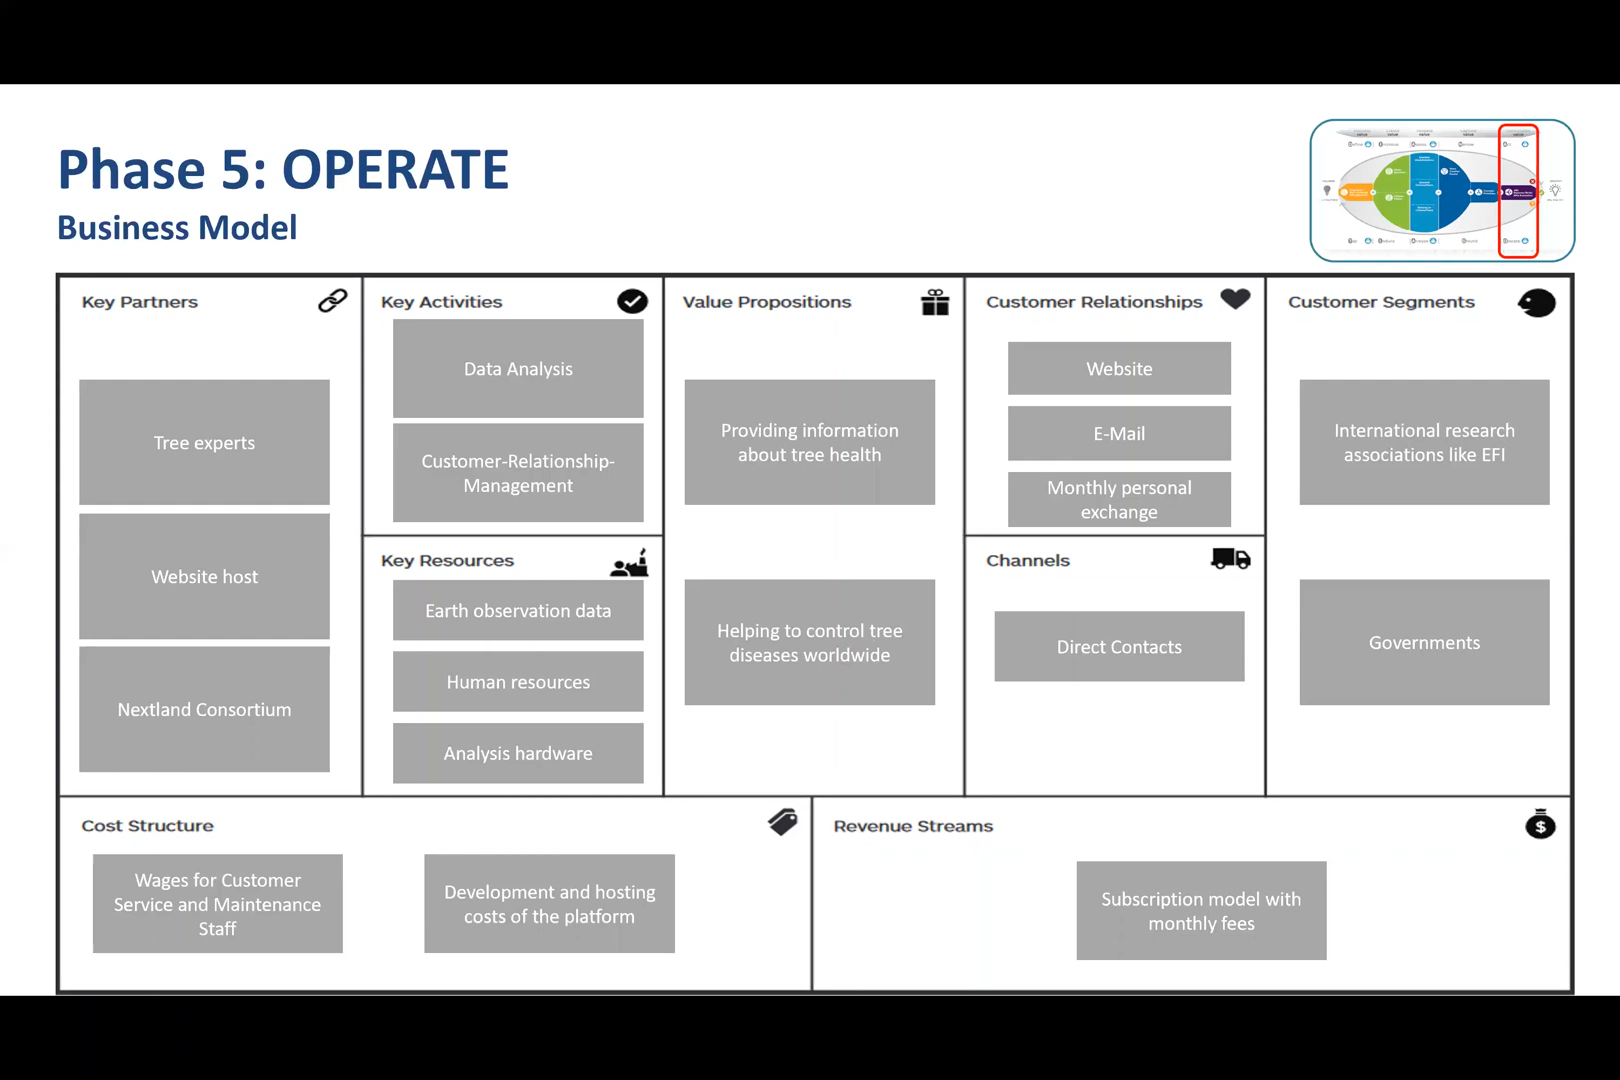 Phase 5: OPERATE
Business Model
Key Partners
Tree experts
Website host
Nextland Consortium
Key Activities
Data Analysis
Customer-Relationship-
Management
Key Resources
Earth observation data
Human resources
Analysis hardware
Value Propositions
Providing information
about tree health
Helping to control tree
diseases worldwide
Customer Relationships
Website
E-Mail
Monthly personal
exchange
Channels
Direct Contacts
Customer Segments
International research
associations like EFI
Governments
Cost Structure
Wages for Customer
Service and Maintenance
Staff
Development and hosting
costs of the platform
Revenue Streams
$
Subscription model with
monthly fees